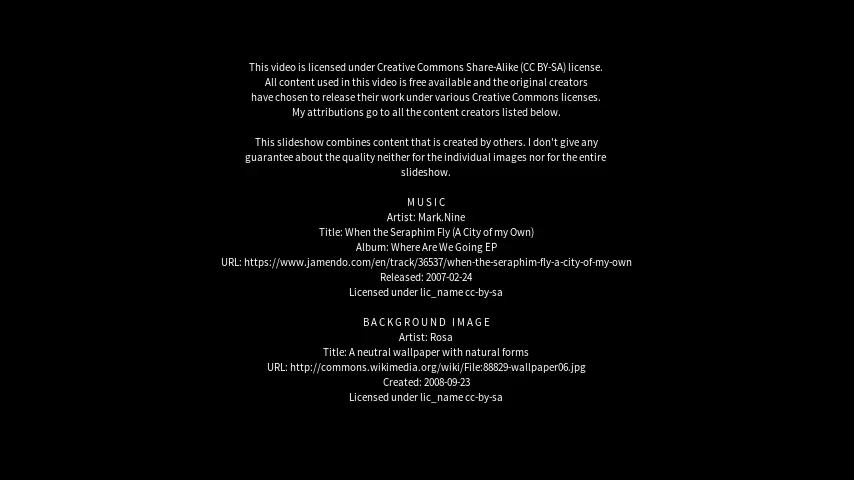 This video is licensed under Creative Commons Share-Alike (CC BY-SA) license.
All content used in this video is free available and the original creators
have chosen to release their work under various Creative Commons licenses.
My attributions go to all the content creators listed below.
This slideshow combines content that is created by others. I don't give any
guarantee about the quality neither for the individual images nor for the entire
slideshow.
MUSIC
Artist: Mark.Nine
Title: When the Seraphim Fly (A City of my Own)
Album: Where Are We Going EP
URL: https://www.jamendo.com/en/track/36537/when-the-seraphim-fly-a-city-of-my-own
Released: 2007-02-24
Licensed under lic_name cc-by-sa
BACKGROUND IMAGE
Artist: Rosa
Title: A neutral wallpaper with natural forms
URL: http://commons.wikimedia.org/wiki/File:88829-wallpaper06.jpg
Created: 2008-09-23
Licensed under lic_name cc-by-sa